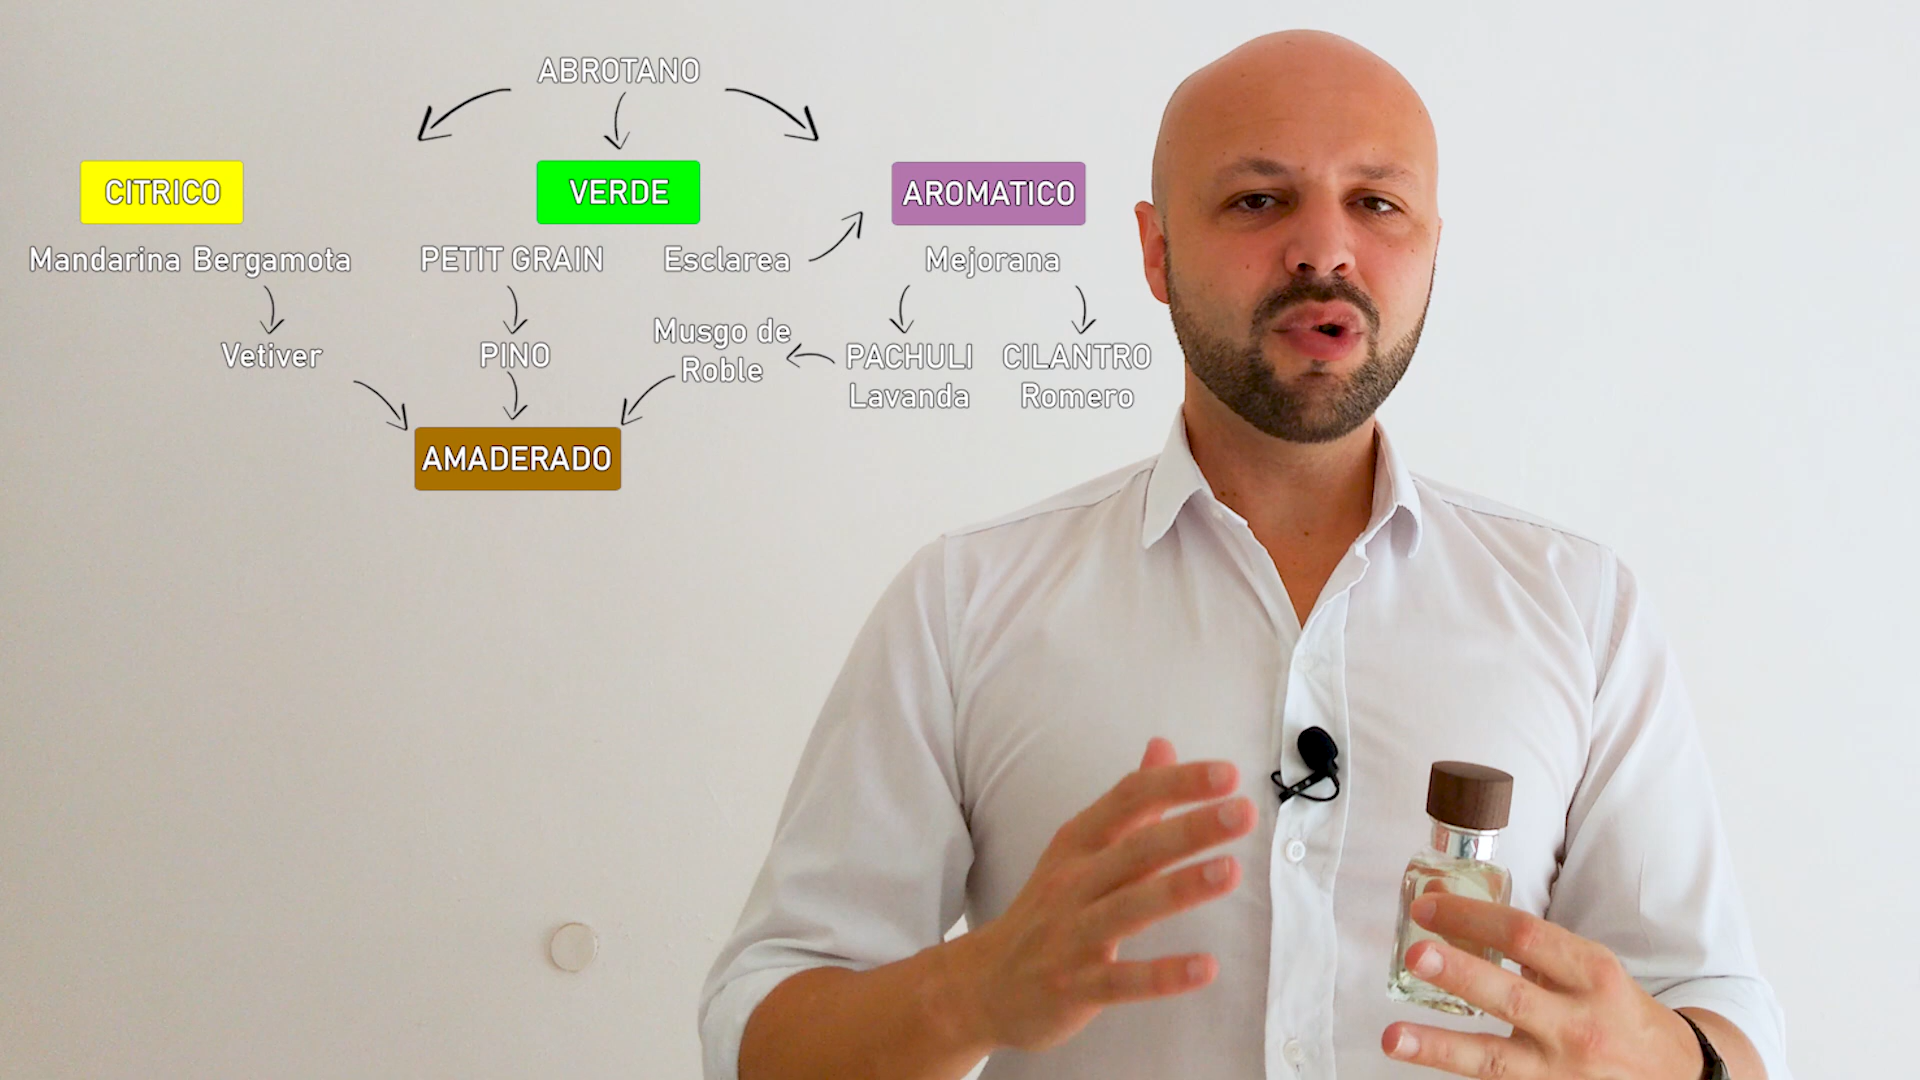 ABROTANO
CITRICO
VERDE
AROMATICO
Mandarina Bergamota
PETIT GRAIN
Esclarea
Mejorana
Vetiver
PINO
Musgo de
Roble
PACHULI
Lavanda
CILANTRO
Romero
AMADERADO